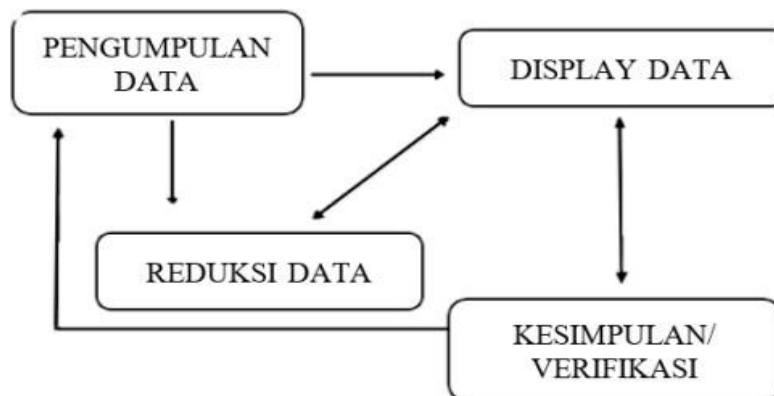 PENGUMPULAN
DATA
DISPLAY DATA
REDUKSI DATA
KESIMPULAN/
VERIFIKASI